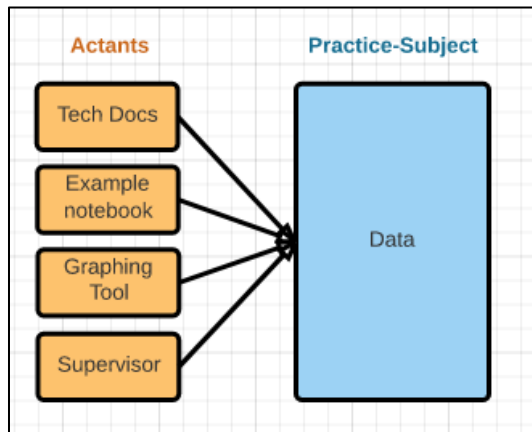 Actants
Practice-Subject
Tech Docs
Example
notebook
Graphing
Tool
Supervisor
Data